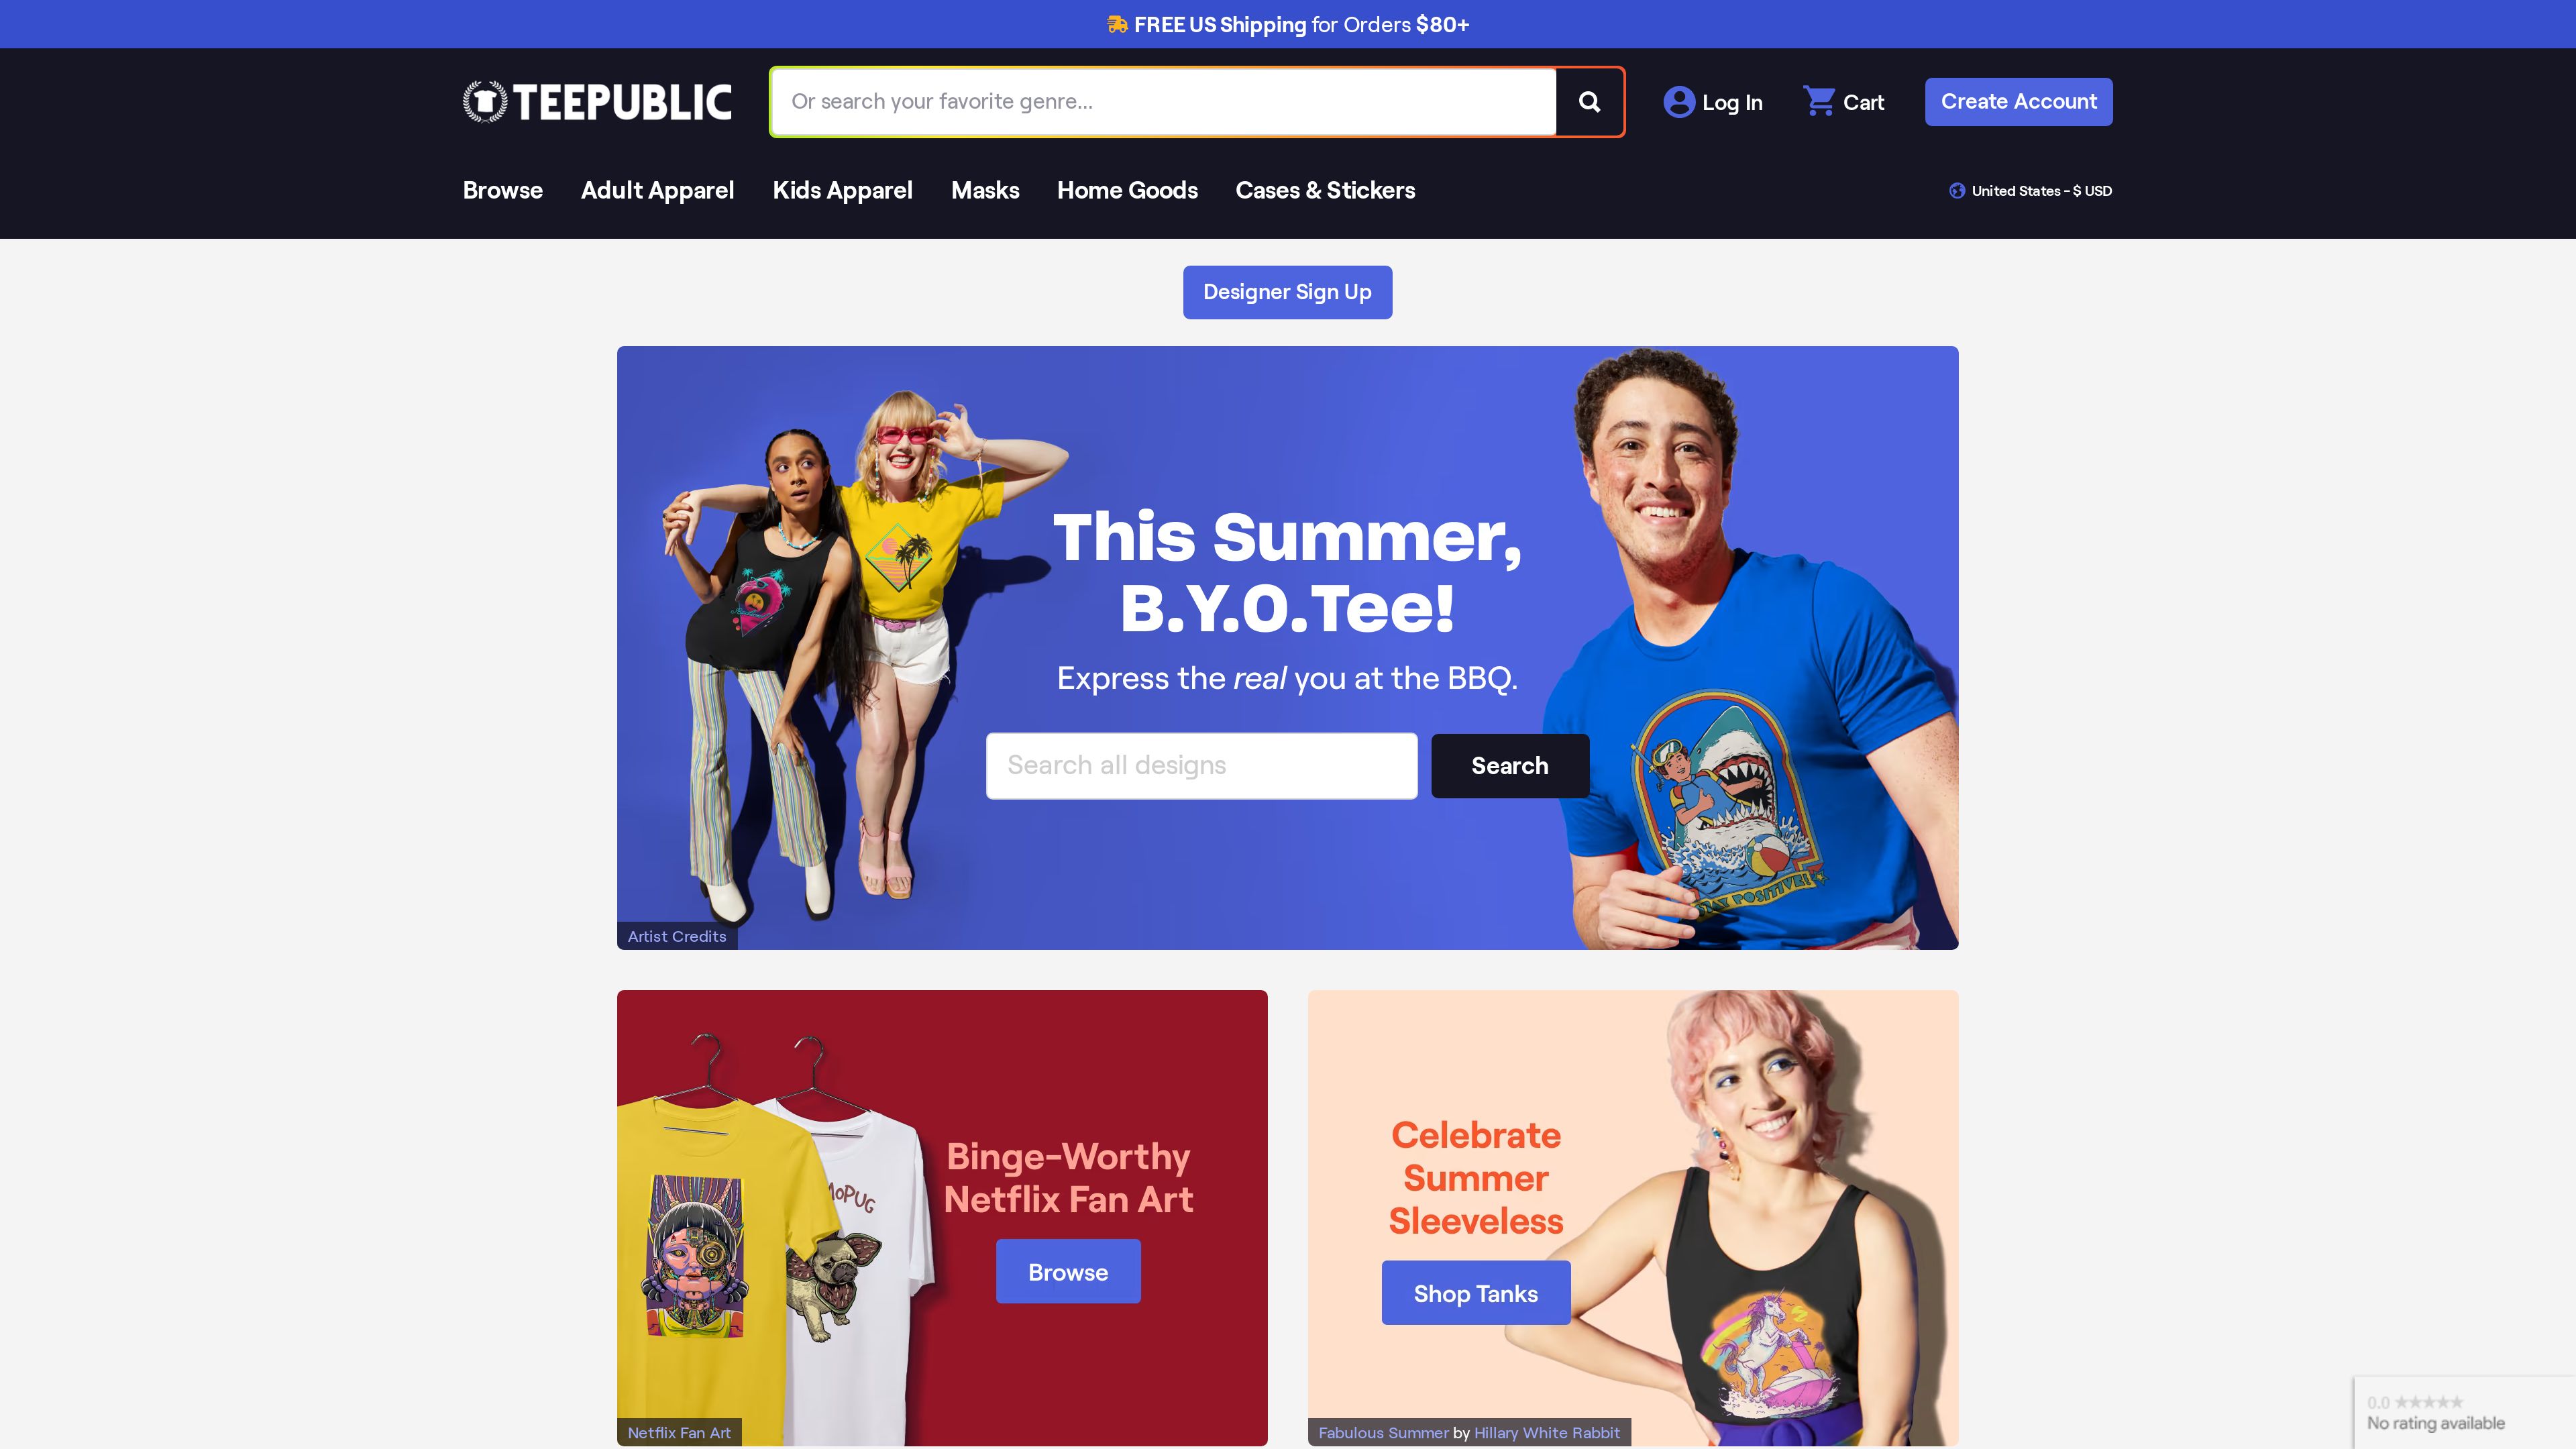 FREE US Shipping for Orders $80+
TEEPUBLIC
Or search your favorite genre...
Log In
Cart
Create Account
Browse
Adult Apparel
Kids Apparel
Masks
Home Goods
Cases & Stickers
United States - $ USD
Designer Sign Up
This Summer,
B.Y.O.Tee!
Express the real you at the BBQ.
Search all designs
Search
STAY POSITIVE!
Artist Credits
Binge-Worthy
Netflix Fan Art
Browse
Netflix Fan Art
Celebrate
Summer
Sleeveless
Shop Tanks
Fabulous Summer by Hillary White Rabbit
0.0
No rating available